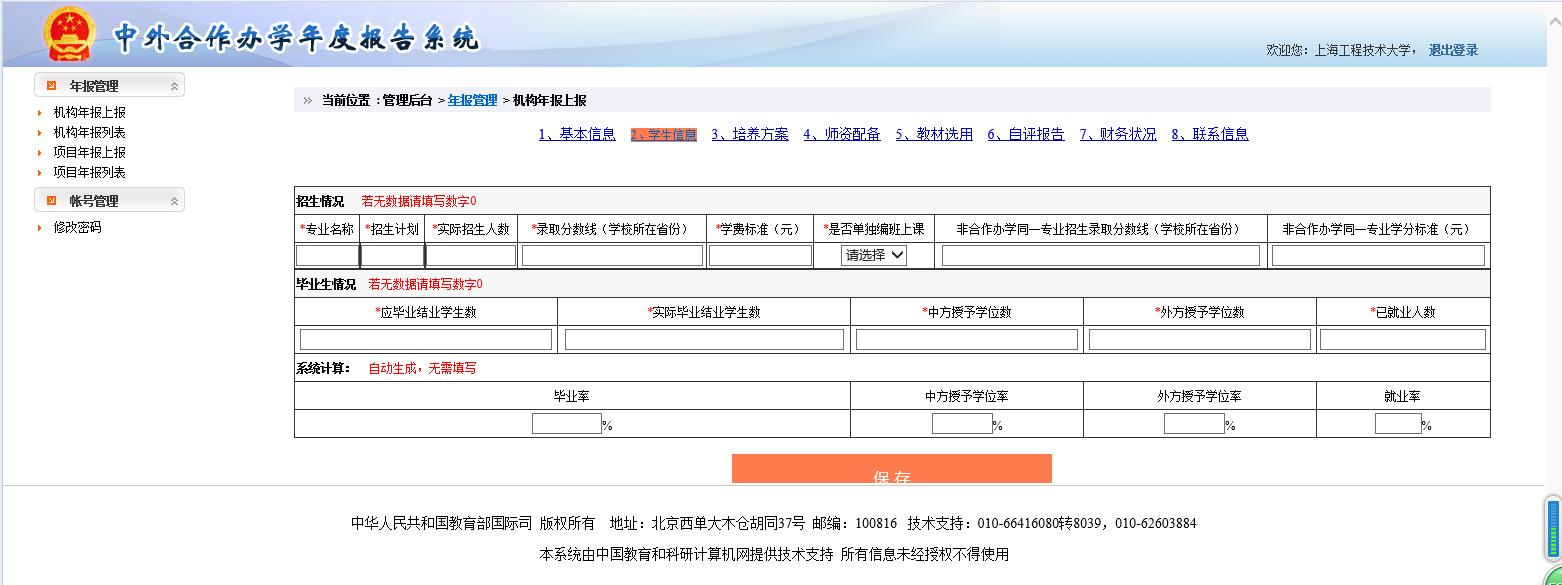 中外合作办学年度报告系统
欢迎您：上海工程技术大学， 退出登录
年报管理
机构年报上报
机构年报列表
项目年报上报
项目年报列表
帐号管理
修改密码
» 当前位置 ：管理后台 > 年报管理 > 机构年报上报
1、基本信息 2、学生信息 3、培养方案 4、师资配备 5、教材选用 6、自评报告 7、财务状况 8、联系信息
招生情况 若无数据请填写数字0
*专业名称 *招生计划 *实际招生人数 *录取分数线（学校所在省份） *学费标准（元） *是否单独编班上课 非合作办学同一专业招生录取分数线（学校所在省份） 非合作办学同一专业学分标准（元）
请选择
毕业生情况 若无数据请填写数字0
*应毕业结业学生数 *实际毕业结业学生数 *中方授予学位数 *外方授予学位数 *已就业人数
系统计算： 自动生成，无需填写
毕业率 中方授予学位率 外方授予学位率 就业率
% % % %
保 存
中华人民共和国教育部国际司 版权所有 地址：北京西单大木仓胡同37号 邮编：100816 技术支持：010-66416080转8039，010-62603884
本系统由中国教育和科研计算机网提供技术支持 所有信息未经授权不得使用